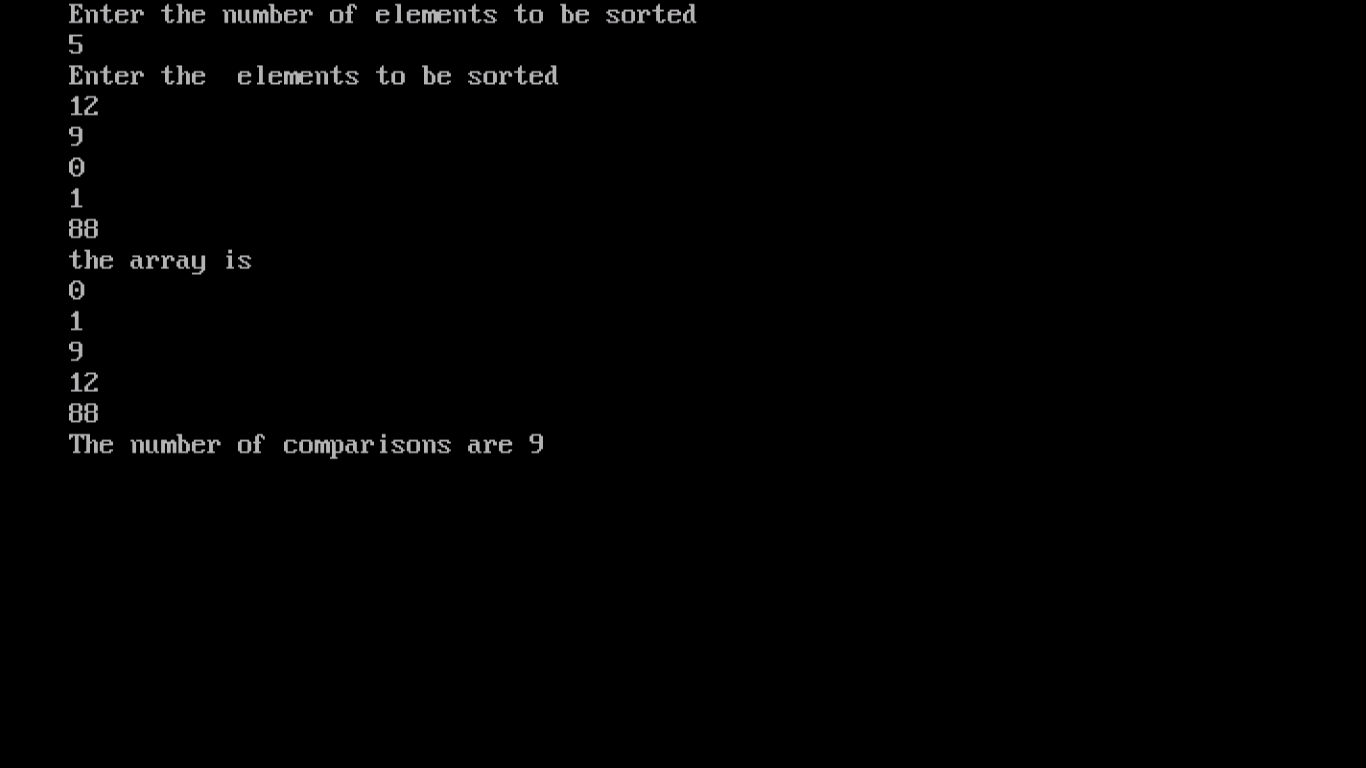 Enter the number of elements to be sorted
5
Enter the  elements to be sorted
12
9
0
1
88
the array is
0
1
9
12
88
The number of comparisons are 9